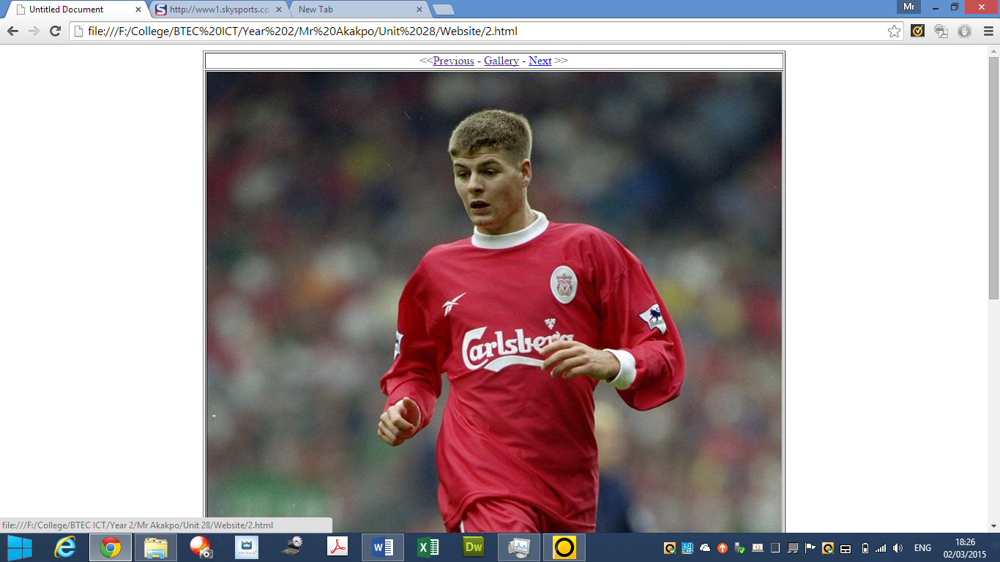 Mr
Untitled Document
http://www1.skysports.co
New Tab
file:///F:/College/BTEC%20ICT/Year%202/Mr%20Akakpo/Unit%2028/Website/2.html
<<Previous - Gallery - Next >>
Carlsberg
file:///F:/College/BTEC ICT/Year 2/Mr Akakpo/Unit 28/Website/2.html
Dw
ENG
18:26
02/03/2015